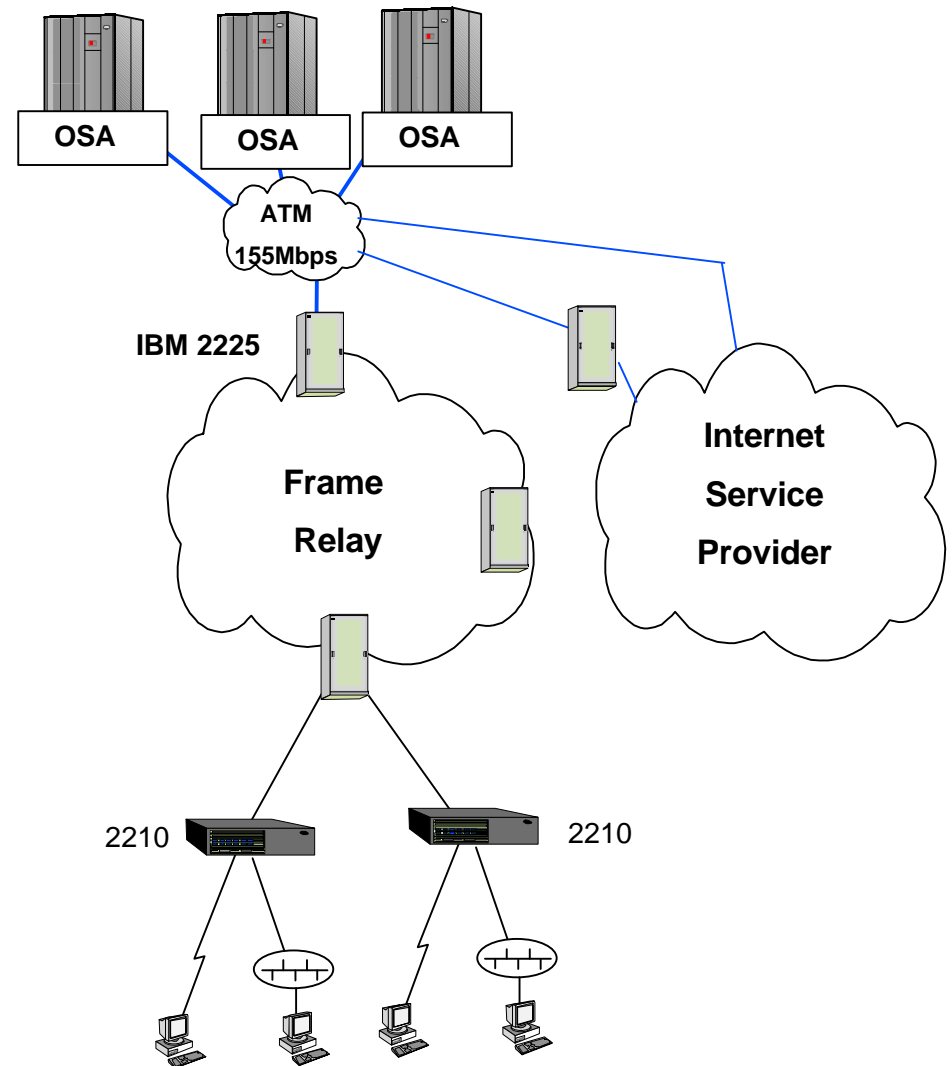 OSA
OSA
OSA
ATM
155Mbps
IBM 2225
Frame
Relay
Internet
Service
Provider
2210
2210